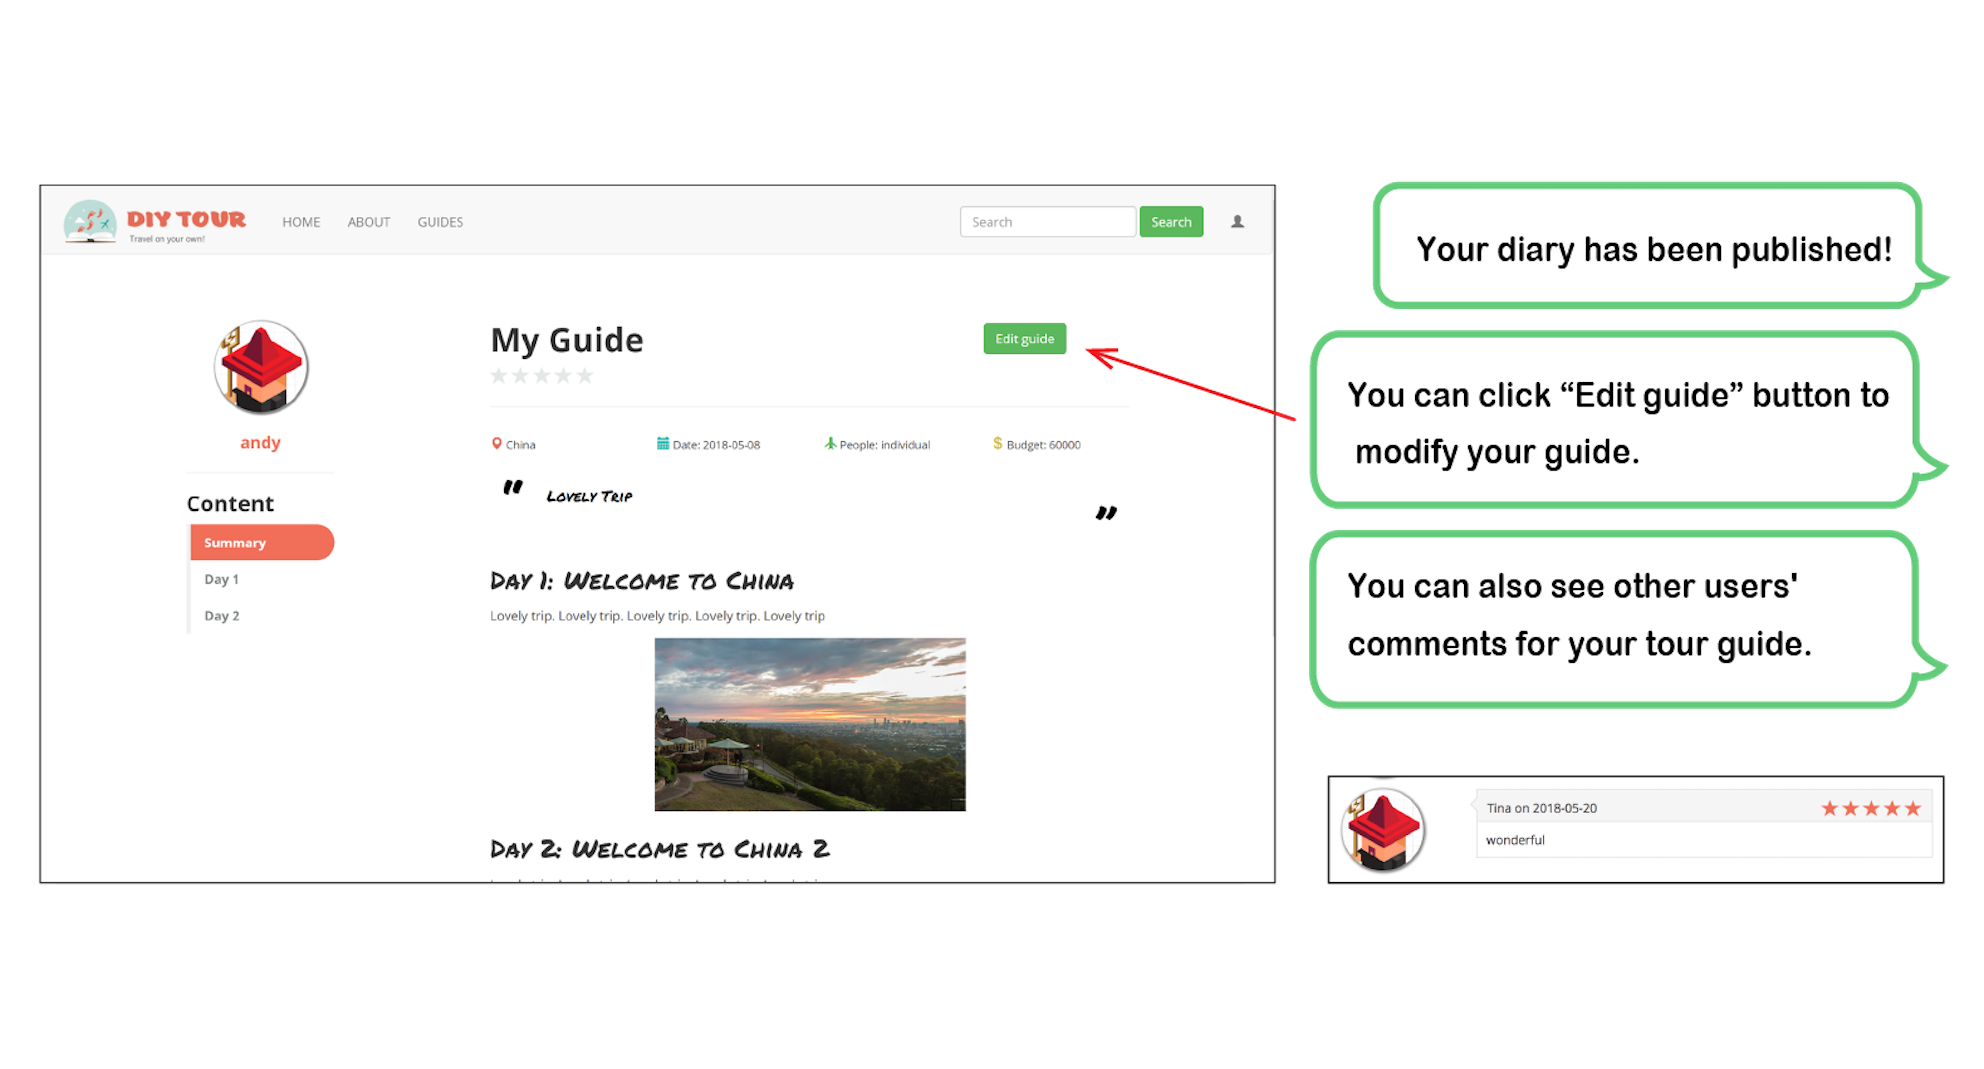 DIY TOUR
Travel on your own!
HOME ABOUT GUIDES
Search Search
My Guide
Edit guide
andy
China Date: 2018-05-08 People: individual $ Budget: 60000
" Lovely Trip "
Content
Summary
Day 1
Day 2
Day 1: Welcome to China
Lovely trip. Lovely trip. Lovely trip. Lovely trip. Lovely trip
Day 2: Welcome to China 2
Your diary has been published!
You can click “Edit guide” button to
modify your guide.
You can also see other users'
comments for your tour guide.
Tina on 2018-05-20
wonderful